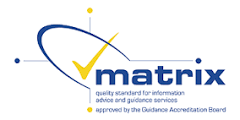 matrix
quality standard for information
advice and guidance services
approved by the Guidance Accreditation Board